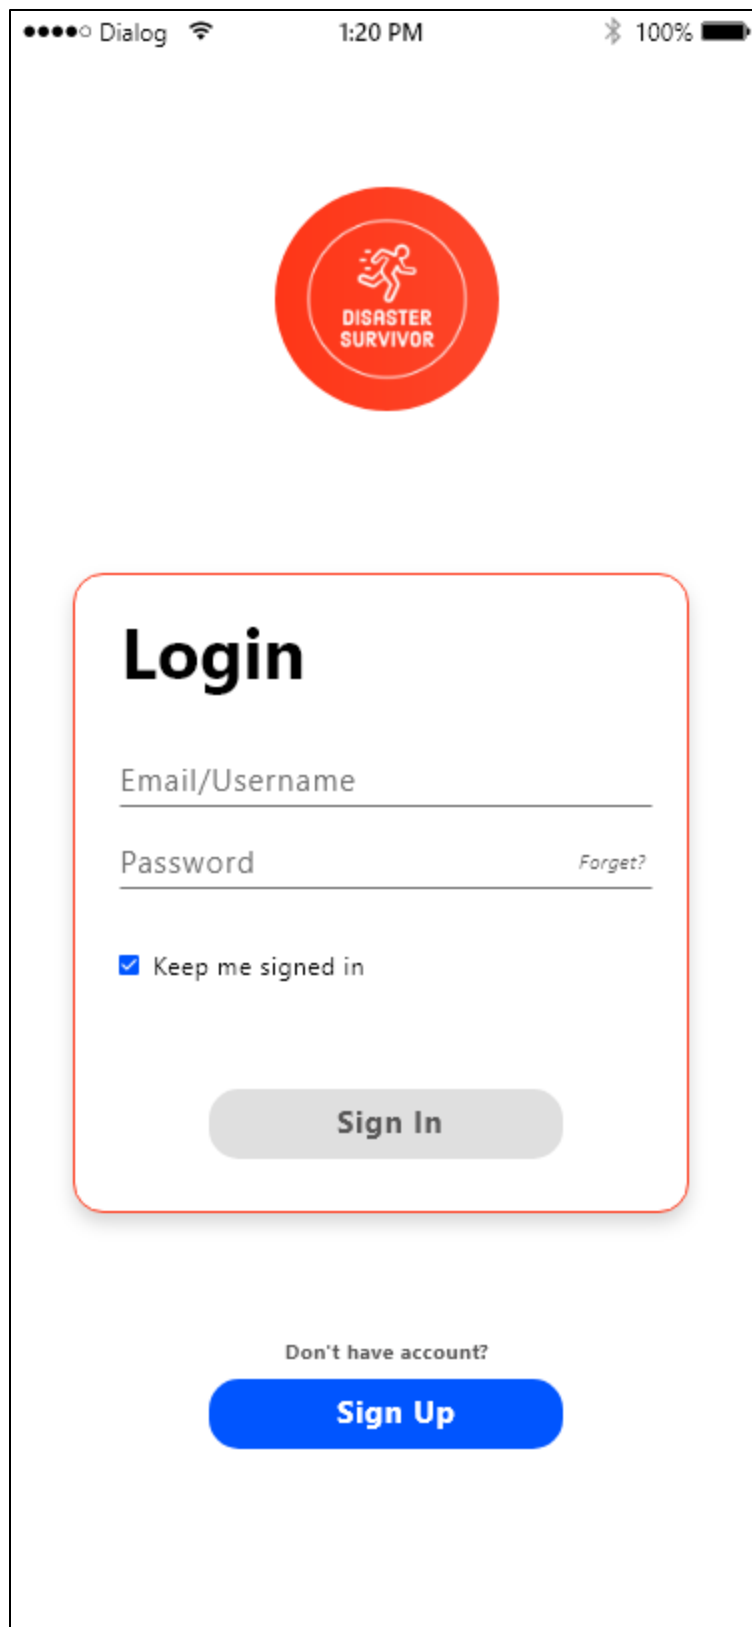 Dialog 1:20 PM 100%
DISASTER
SURVIVOR
Login
Email/Username
Password Forget?
Keep me signed in
Sign In
Don't have account?
Sign Up